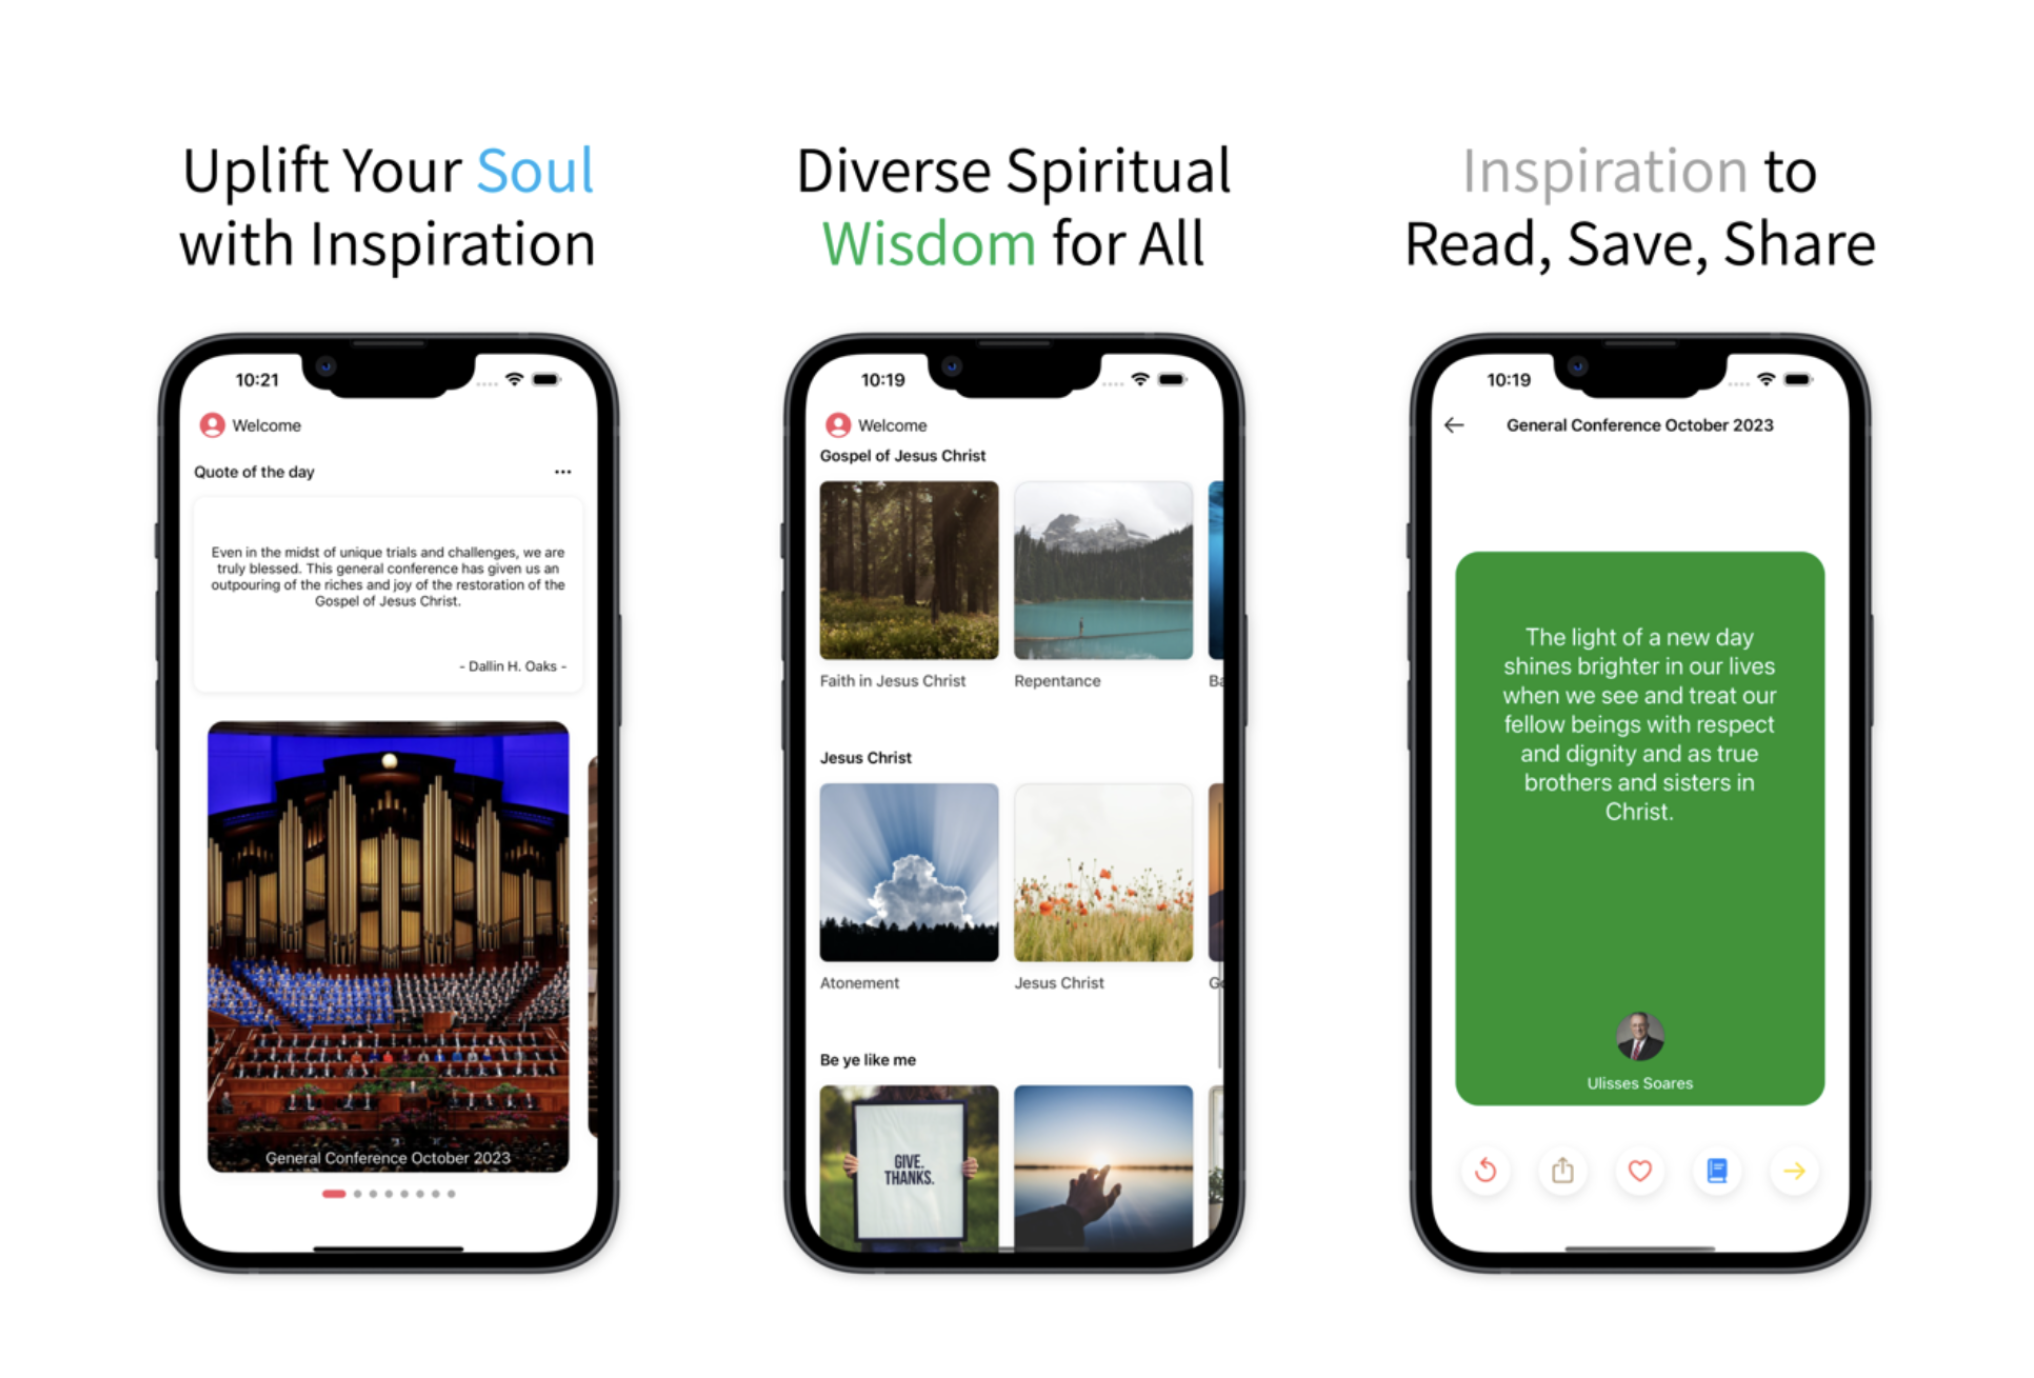 Uplift Your Soul
with Inspiration
10:21
Welcome
Quote of the day
Even in the midst of unique trials and challenges, we are
truly blessed. This general conference has given us an
outpouring of the riches and joy of the restoration of the
Gospel of Jesus Christ.
- Dallin H. Oaks -
General Conference October 2023
Diverse Spiritual
Wisdom for All
10:19
Welcome
Gospel of Jesus Christ
Faith in Jesus Christ
Repentance
Ba
Jesus Christ
Atonement
Jesus Christ
Be ye like me
GIVE.
THANKS.
Inspiration to
Read, Save, Share
10:19
General Conference October 2023
The light of a new day
shines brighter in our lives
when we see and treat our
fellow beings with respect
and dignity and as true
brothers and sisters in
Christ.
Ulisses Soares